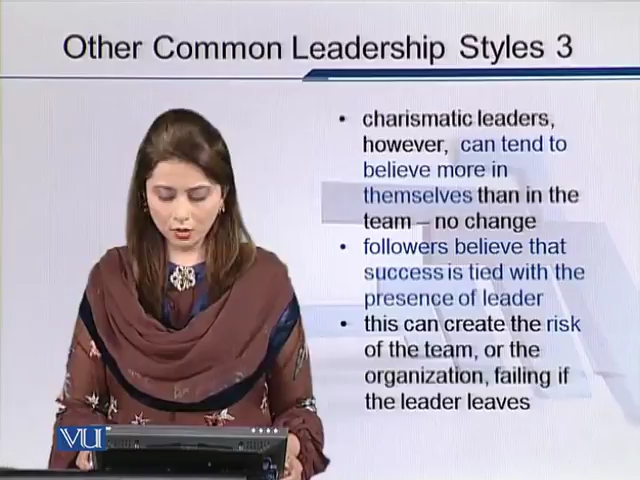 Other Common Leadership Styles 3
• charismatic leaders,
however, can tend to
believe more in
themselves than in the
team – no change
• followers believe that
success is tied with the
presence of leader
• this can create the risk
of the team, or the
organization, failing if
the leader leaves
VU